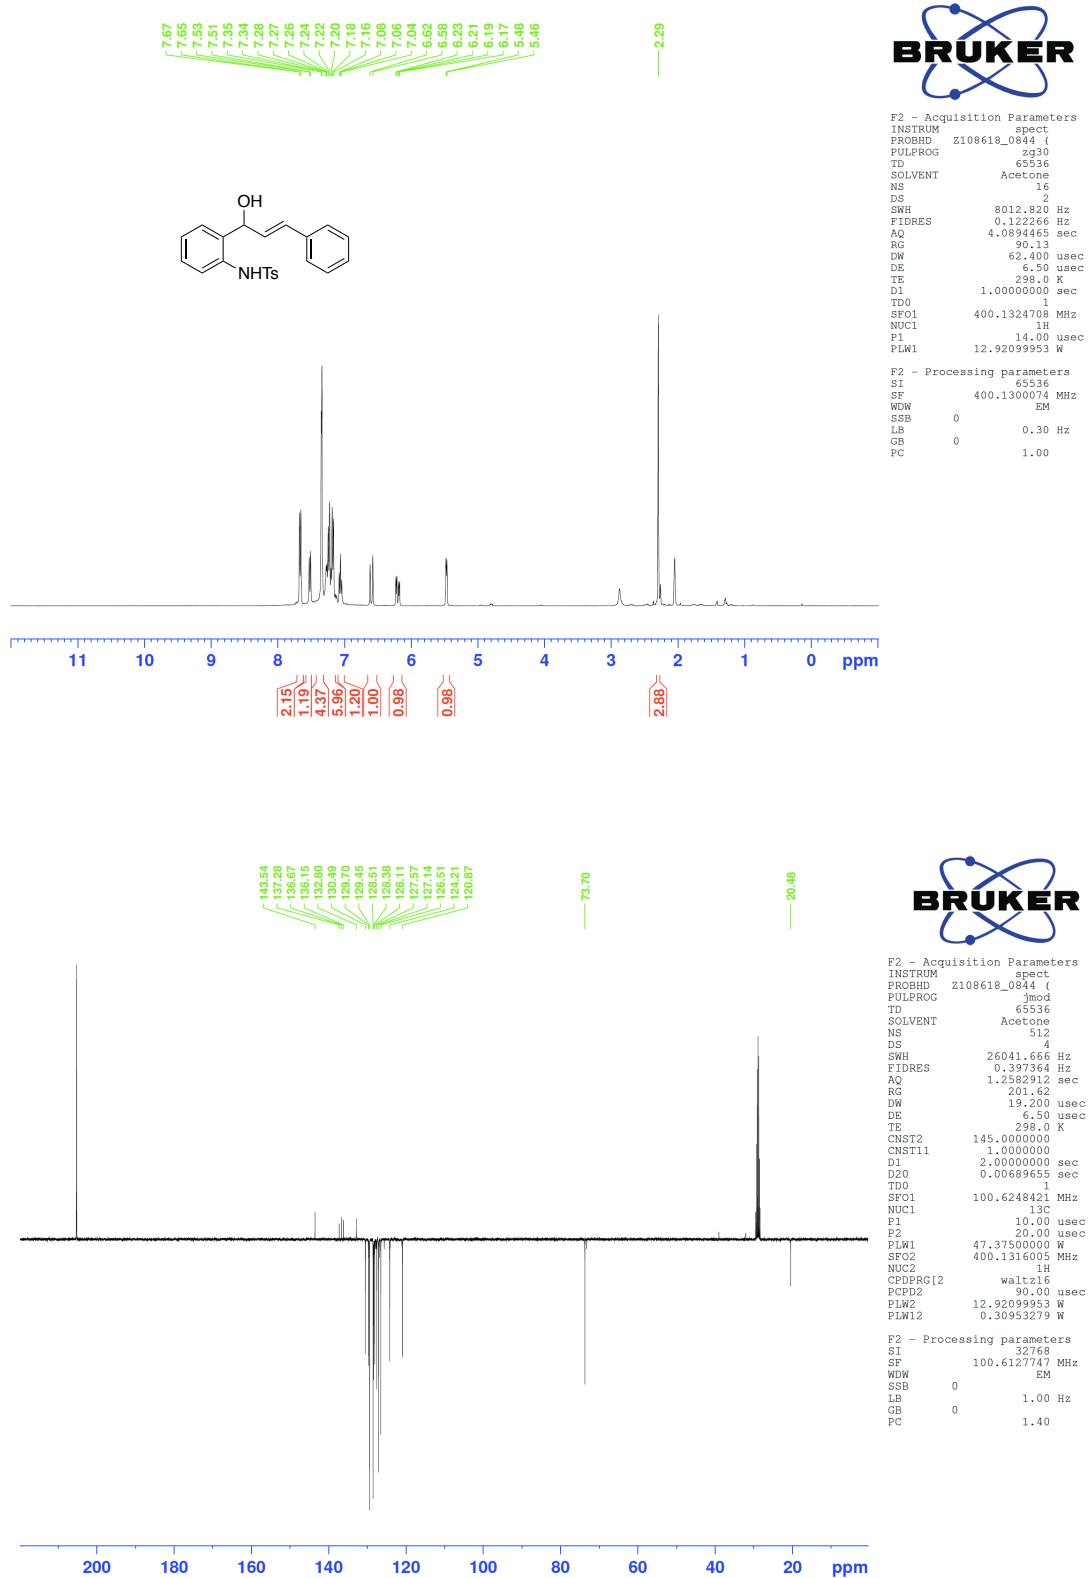 7.67
7.65
7.53
7.51
7.35
7.34
7.28
7.27
7.26
7.24
7.22
7.20
7.18
7.16
7.08
7.06
7.04
6.62
6.58
6.23
6.21
6.19
6.17
5.48
5.46
2.29
BRUKER
F2 - Acquisition Parameters
INSTRUM spect
PROBHD Z108618_0844 (
PULPROG zg30
TD 65536
SOLVENT Acetone
NS 16
DS 2
SWH 8012.820 Hz
FIDRES 0.122266 Hz
AQ 4.0894465 sec
RG 90.13
DW 62.400 usec
DE 6.50 usec
TE 298.0 K
D1 1.00000000 sec
TD0 1
SFO1 400.1324708 MHz
NUC1 1H
P1 14.00 usec
PLW1 12.92099953 W
F2 - Processing parameters
SI 65536
SF 400.1300074 MHz
WDW EM
SSB 0
LB 0.30 Hz
GB 0
PC 1.00
OH
NHTs
11 10 9 8 7 6 5 4 3 2 1 0 ppm
2.15
1.19
4.37
5.96
1.20
1.00
0.98
0.98
2.88
143.54
137.28
136.67
136.15
132.80
130.49
129.70
129.45
128.51
128.38
128.11
127.57
127.14
126.51
124.21
120.87
73.70
20.48
BRUKER
F2 - Acquisition Parameters
INSTRUM spect
PROBHD Z108618_0844 (
PULPROG jmod
TD 65536
SOLVENT Acetone
NS 512
DS 4
SWH 26041.666 Hz
FIDRES 0.397364 Hz
AQ 1.2582912 sec
RG 201.62
DW 19.200 usec
DE 6.50 usec
TE 298.0 K
CNST2 145.0000000
CNST11 1.0000000
D1 2.00000000 sec
D20 0.00689655 sec
TD0 1
SFO1 100.6248421 MHz
NUC1 13C
P1 10.00 usec
P2 20.00 usec
PLW1 47.37500000 W
SFO2 400.1316005 MHz
NUC2 1H
CPDPRG[2 waltz16
PCPD2 90.00 usec
PLW2 12.92099953 W
PLW12 0.30953279 W
F2 - Processing parameters
SI 32768
SF 100.6127747 MHz
WDW EM
SSB 0
LB 1.00 Hz
GB 0
PC 1.40
200 180 160 140 120 100 80 60 40 20 ppm